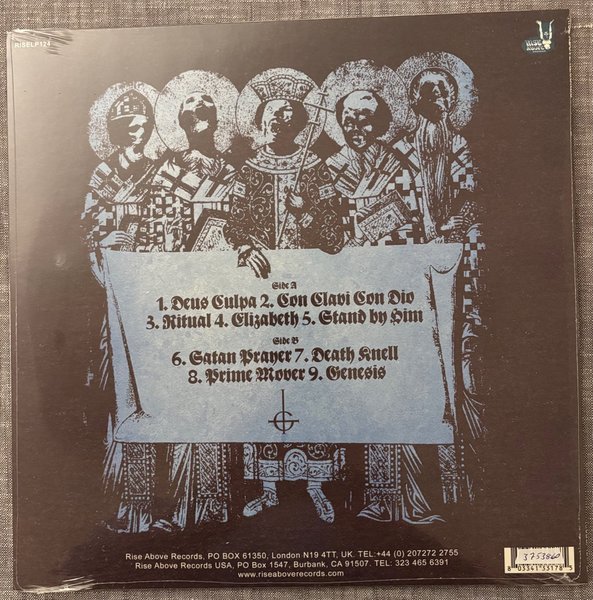 RISELP124
RISE
ABOVE
Side A
1. Deus Culpa 2. Con Clavi Con Dio
3. Ritual 4. Elizabeth 5. Stand by Him
Side B
6. Satan Prayer 7. Death Knell
8. Prime Mover 9. Genesis
Rise Above Records, PO BOX 61350, London N19 4TT, UK. TEL:+44 (0) 207272 2755
Rise Above Records USA, PO Box 1547, Burbank, CA 91507. TEL: 323 465 6391
www.riseaboverecords.com
3753860